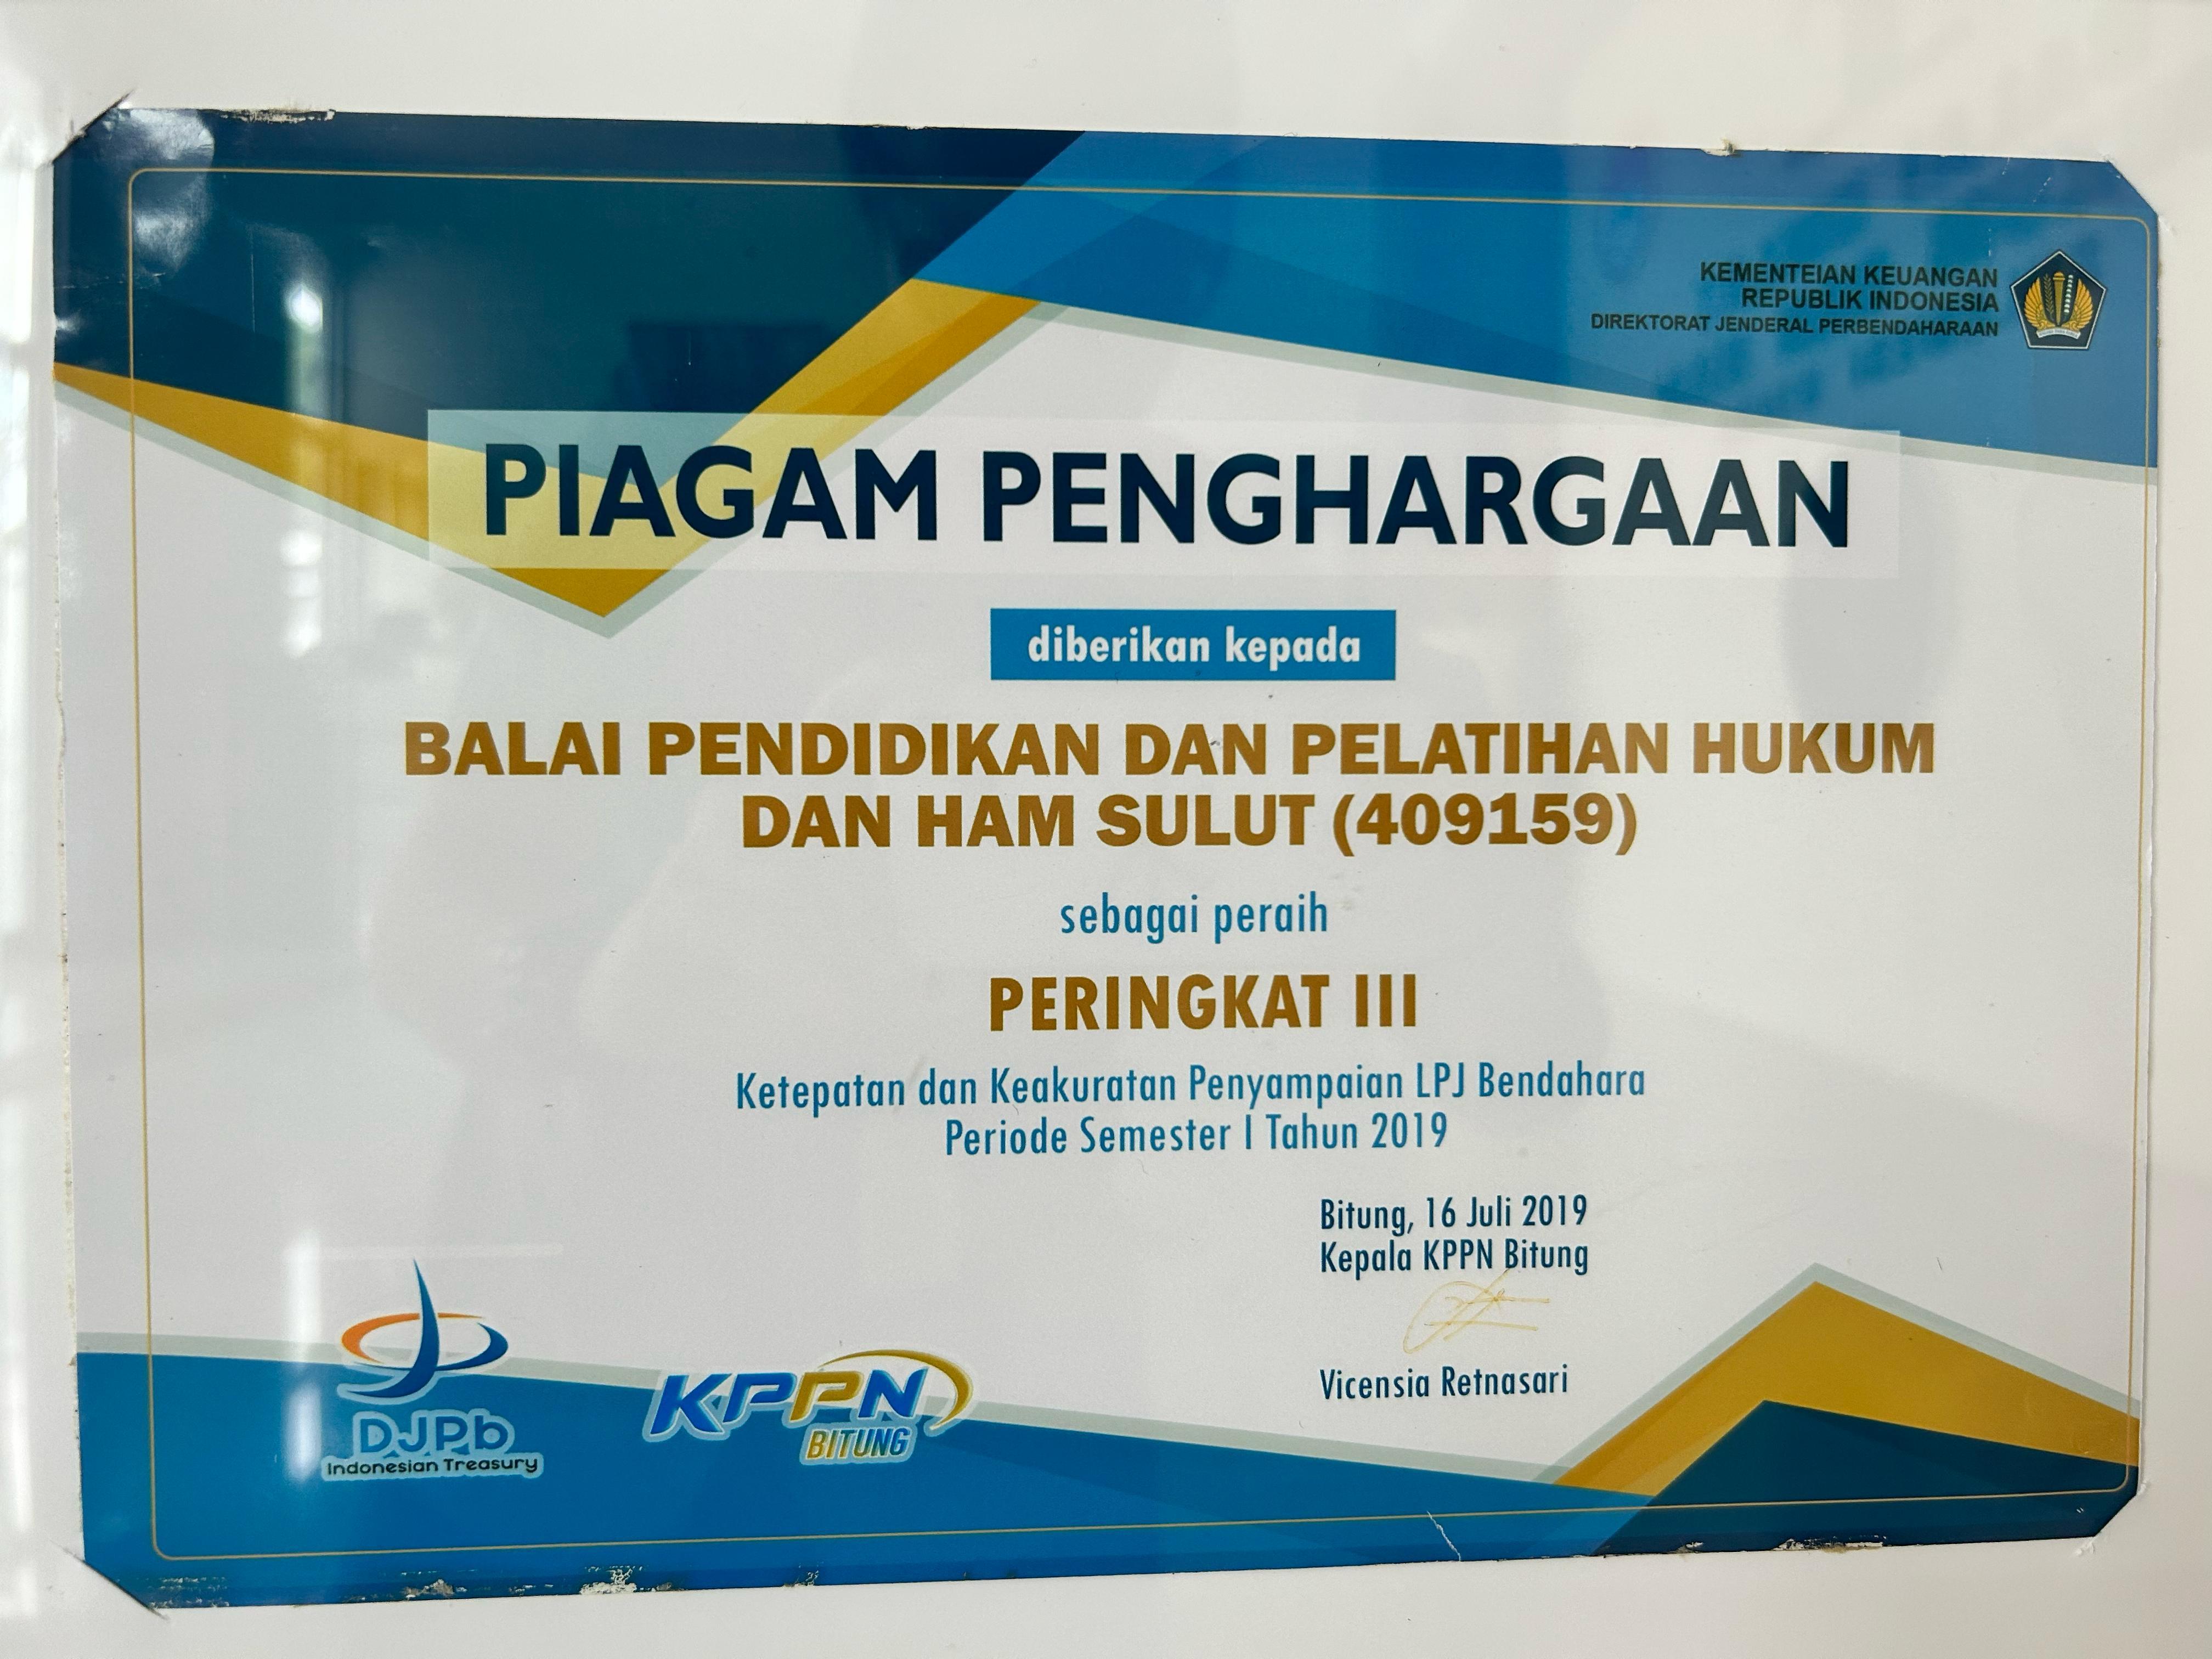 KEMENTEIAN KEUANGAN
REPUBLIK INDONESIA
DIREKTORAT JENDERAL PERBENDAHARAAN
PIAGAM PENGHARGAAN
diberikan kepada
BALAI PENDIDIKAN DAN PELATIHAN HUKUM
DAN HAM SULUT (409159)
sebagai peraih
PERINGKAT III
Ketepatan dan Keakuratan Penyampaian LPJ Bendahara
Periode Semester I Tahun 2019
Bitung, 16 Juli 2019
Kepala KPPN Bitung
Vicensia Retnasari
DJPb
Indonesian Treasury
KPPN
BITUNG